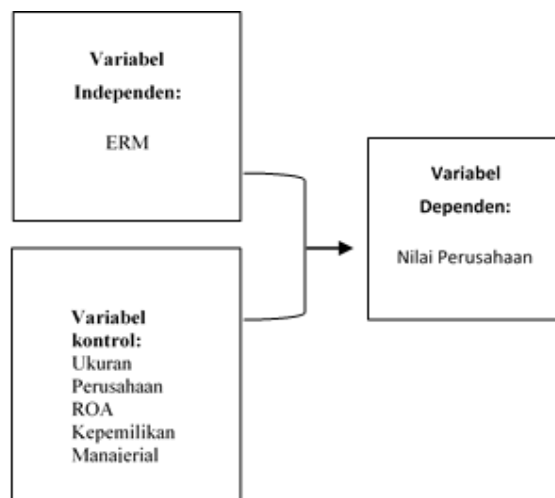 Variabel
Independen:
ERM
Variabel
kontrol:
Ukuran
Perusahaan
ROA
Kepemilikan
Manajerial
Variabel
Dependen:
Nilai Perusahaan